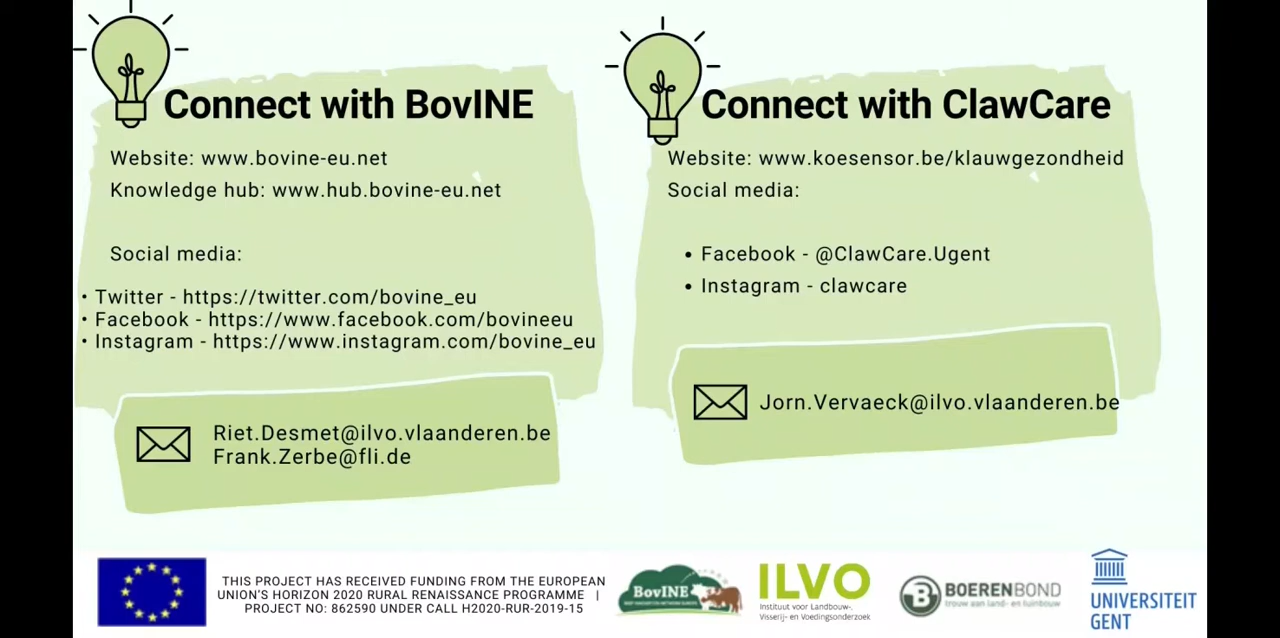 Connect with BovINE
Website: www.bovine-eu.net
Knowledge hub: www.hub.bovine-eu.net
Social media:
• Twitter - https://twitter.com/bovine_eu
• Facebook - https://www.facebook.com/bovineeu
• Instagram - https://www.instagram.com/bovine_eu
Riet.Desmet@ilvo.vlaanderen.be
Frank.Zerbe@fli.de
Connect with ClawCare
Website: www.koesensor.be/klauwgezondheid
Social media:
• Facebook - @ClawCare.Ugent
• Instagram - clawcare
Jorn.Vervaeck@ilvo.vlaanderen.be
THIS PROJECT HAS RECEIVED FUNDING FROM THE EUROPEAN
UNION'S HORIZON 2020 RURAL RENAISSANCE PROGRAMME |
PROJECT NO: 862590 UNDER CALL H2020-RUR-2019-15
BovINE
ILVO
Instituut voor Landbouw-,
Visserij- en Voedingsonderzoek
BOERENBOND
trouw aan land- en tuinbouw
UNIVERSITEIT
GENT